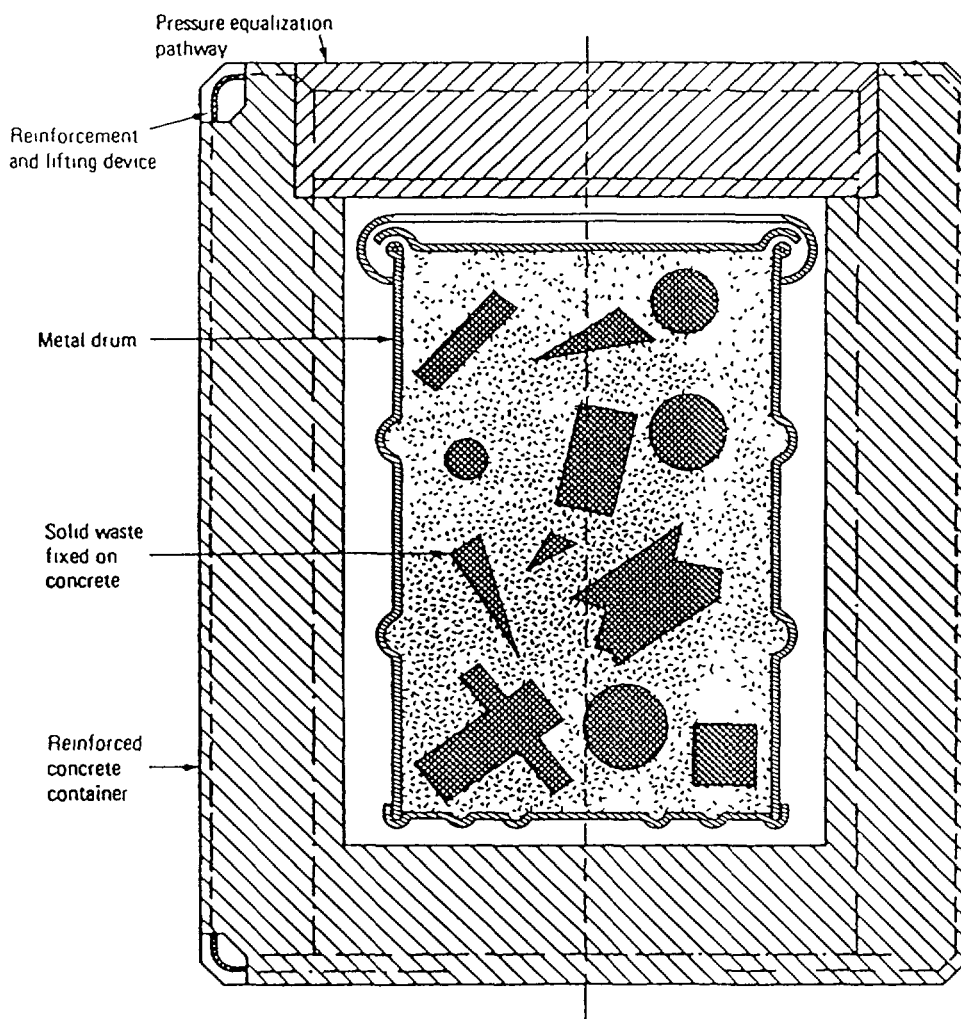 Pressure equalization
pathway
Reinforcement
and lifting device
Metal drum
Solid waste
fixed on
concrete
Reinforced
concrete
container